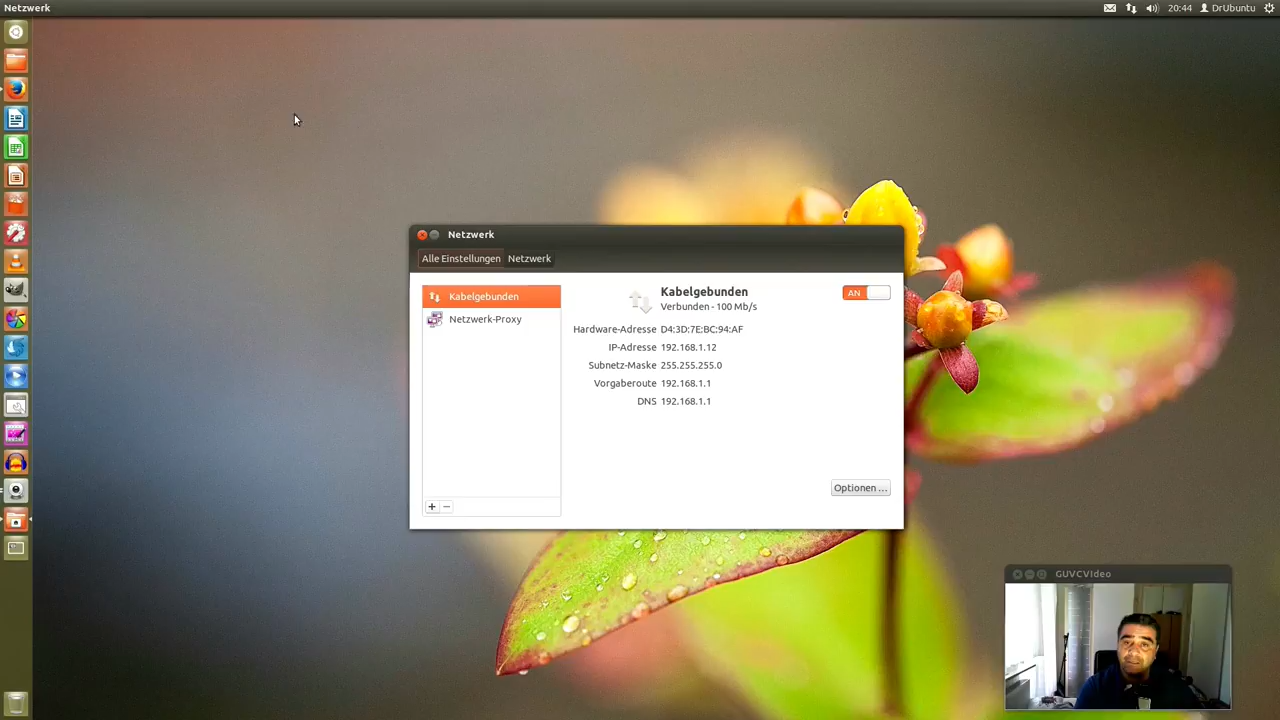 Netzwerk
20:44
DrUbuntu
Netzwerk
Alle Einstellungen
Netzwerk
Kabelgebunden
Netzwerk-Proxy
Kabelgebunden
Verbunden - 100 Mb/s
AN
Hardware-Adresse D4:3D:7E:BC:94:AF
IP-Adresse 192.168.1.12
Subnetz-Maske 255.255.255.0
Vorgaberoute 192.168.1.1
DNS 192.168.1.1
Optionen ...
GUVCVideo